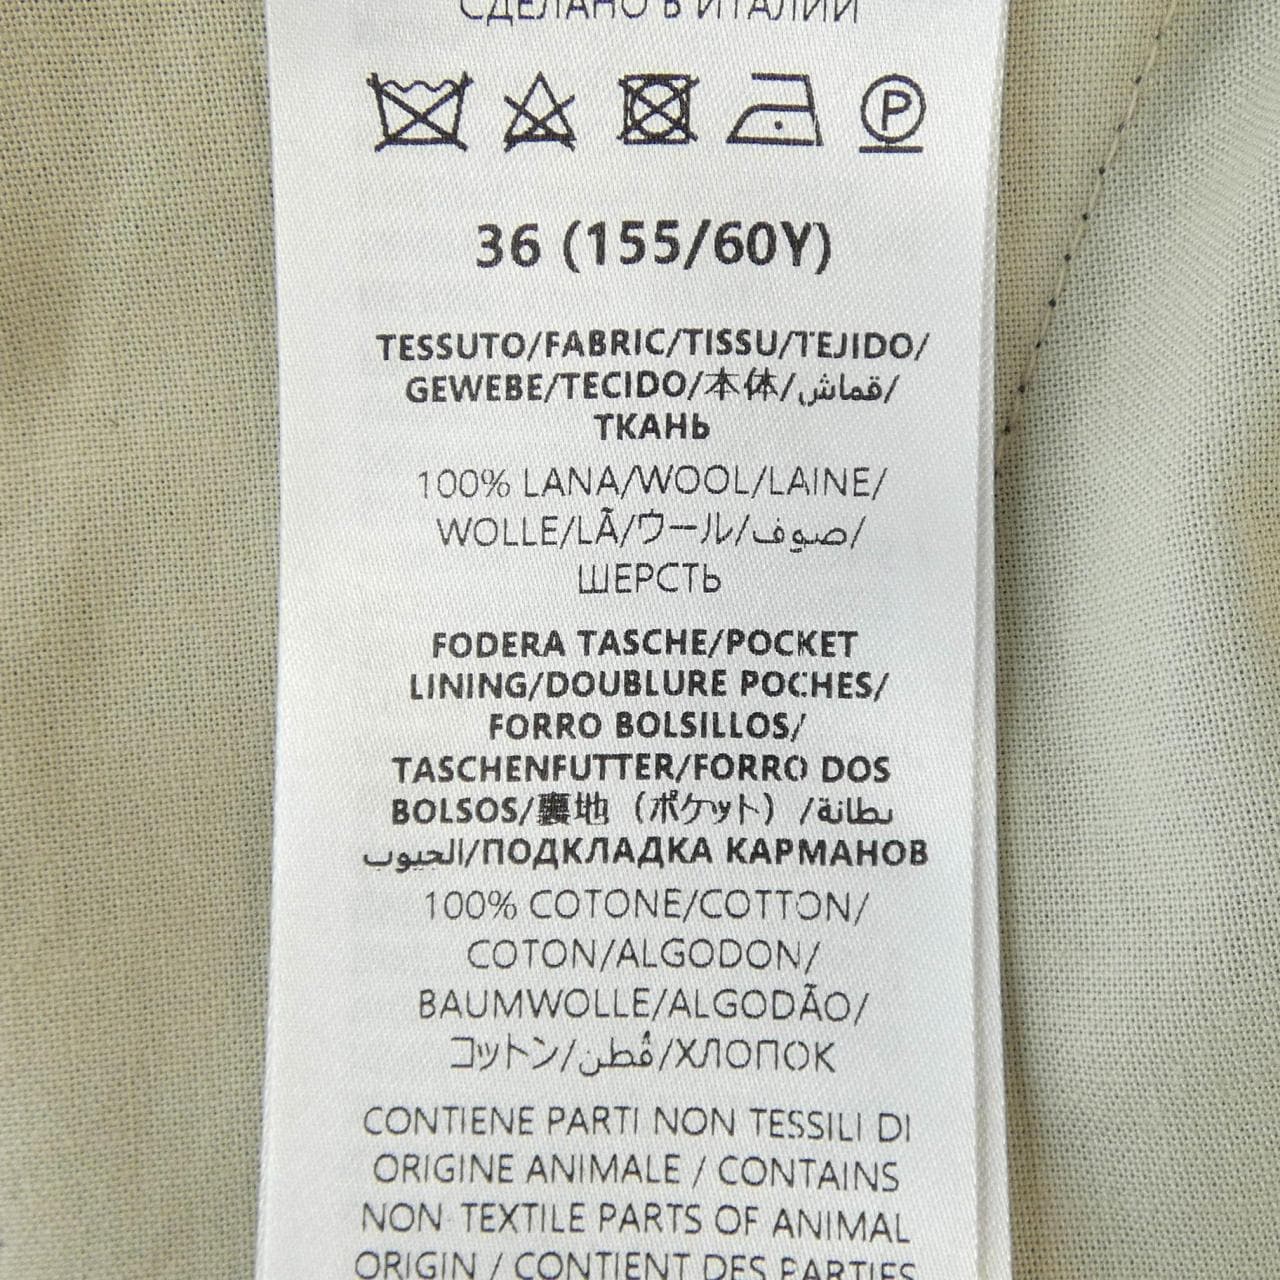 СДЕЛАНО В ИТАЛИИ
P
36 (155/60Y)
TESSUTO/FABRIC/TISSU/TEJIDO/
GEWEBE/TECIDO/本体/قماش/
ТКАНЬ
100% LANA/WOOL/LAINE/
WOLLE/LÃ/ウール/صوف/
ШЕРСТЬ
FODERA TASCHE/POCKET
LINING/DOUBLURE POCHES/
FORRO BOLSILLOS/
TASCHENFUTTER/FORRO DOS
BOLSOS/裏地（ポケット）/بطانة
الجيوب/ПОДКЛАДКА КАРМАНОВ
100% COTONE/COTTON/
COTON/ALGODON/
BAUMWOLLE/ALGODÃO/
コットン/قُطن/ХЛОПОК
CONTIENE PARTI NON TESSILI DI
ORIGINE ANIMALE / CONTAINS
NON TEXTILE PARTS OF ANIMAL
ORIGIN / CONTIENT DES PARTIES